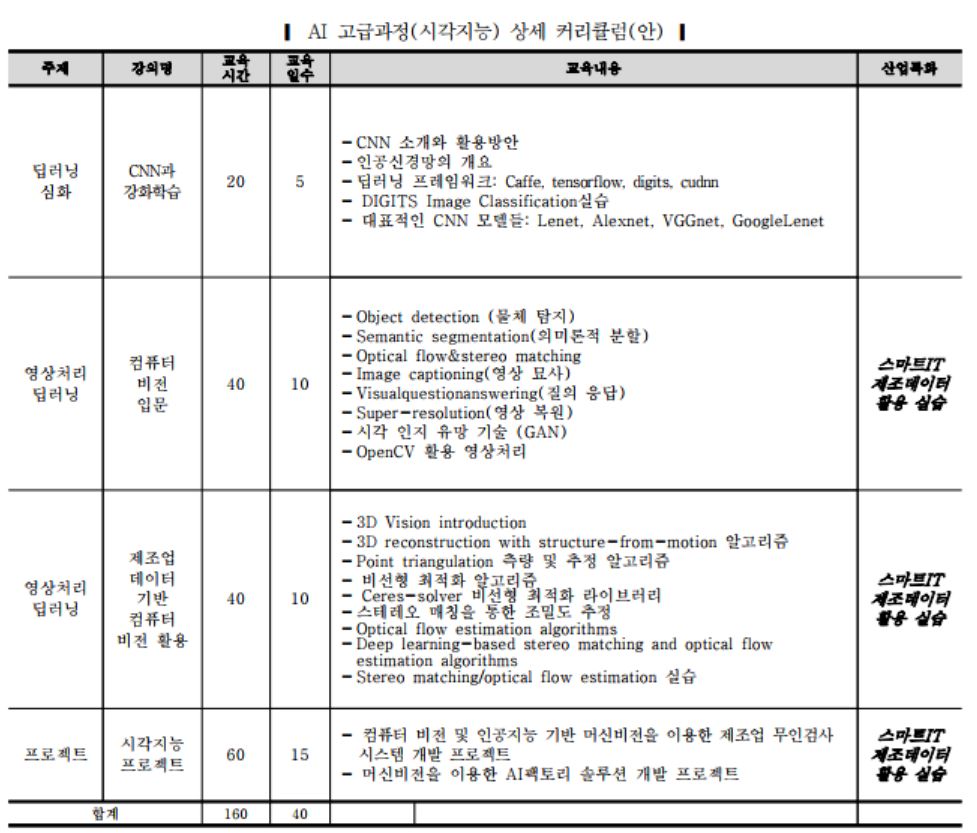 ▎ AI 고급과정(시각지능) 상세 커리큘럼(안) ▎
주제 강의명 교육 시간 교육 일수 교육내용 산업특화
딥러닝
심화
CNN과
강화학습
20
5
- CNN 소개와 활용방안
- 인공신경망의 개요
- 딥러닝 프레임워크: Caffe, tensorflow, digits, cudnn
- DIGITS Image Classification실습
- 대표적인 CNN 모델들: Lenet, Alexnet, VGGnet, GoogleLenet
영상처리
딥러닝
컴퓨터
비전
입문
40
10
- Object detection (물체 탐지)
- Semantic segmentation(의미론적 분할)
- Optical flow&stereo matching
- Image captioning(영상 묘사)
- Visualquestionanswering(질의 응답)
- Super-resolution(영상 복원)
- 시각 인지 유망 기술 (GAN)
- OpenCV 활용 영상처리
스마트IT
제조데이터
활용 실습
영상처리
딥러닝
제조업
데이터
기반
컴퓨터
비전 활용
40
10
- 3D Vision introduction
- 3D reconstruction with structure-from-motion 알고리즘
- Point triangulation 측량 및 추정 알고리즘
- 비선형 최적화 알고리즘
- Ceres-solver 비선형 최적화 라이브러리
- 스테레오 매칭을 통한 조밀도 추정
- Optical flow estimation algorithms
- Deep learning-based stereo matching and optical flow
estimation algorithms
- Stereo matching/optical flow estimation 실습
스마트IT
제조데이터
활용 실습
프로젝트
시각지능
프로젝트
60
15
- 컴퓨터 비전 및 인공지능 기반 머신비전을 이용한 제조업 무인검사
시스템 개발 프로젝트
- 머신비전을 이용한 AI팩토리 솔루션 개발 프로젝트
스마트IT
제조데이터
활용 실습
합계 160 40